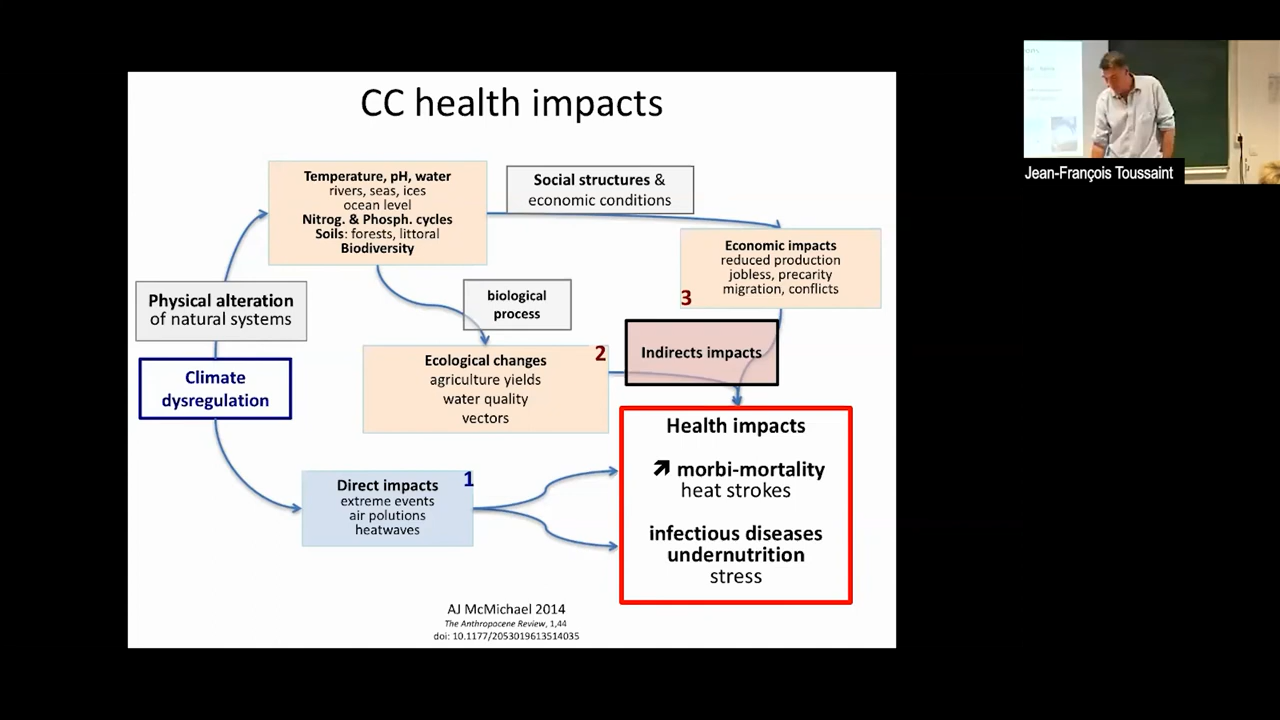 CC health impacts
Temperature, pH, water
rivers, seas, ices
ocean level
Nitrog. & Phosph. cycles
Soils: forests, littoral
Biodiversity
Social structures &
economic conditions
Economic impacts
reduced production
jobless, precarity
migration, conflicts
3
Physical alteration
of natural systems
biological
process
Indirects impacts
Ecological changes
agriculture yields
water quality
vectors
2
Climate
dysregulation
Direct impacts
extreme events
air polutions
heatwaves
1
Health impacts
↗ morbi-mortality
heat strokes
infectious diseases
undernutrition
stress
AJ McMichael 2014
The Anthropocene Review, 1,44
doi: 10.1177/2053019613514035
Jean-François Toussaint